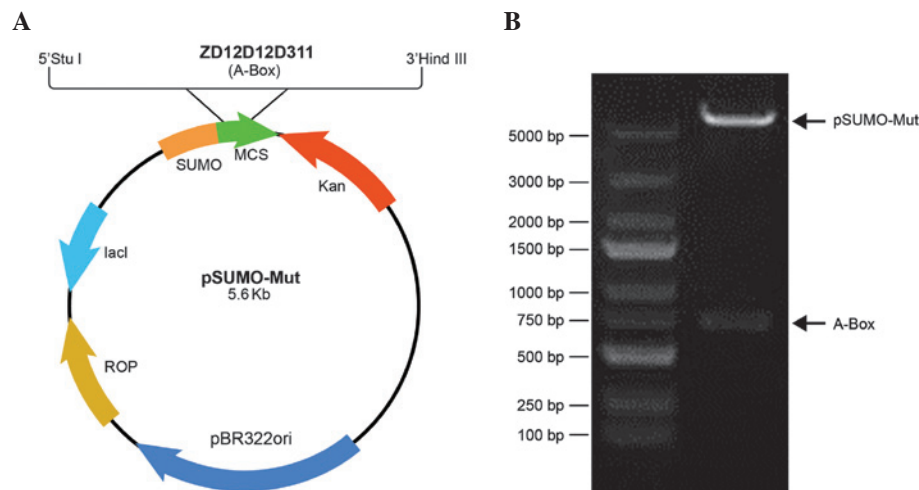 A
ZD12D12D311
(A-Box)
5'Stu I
3'Hind III
SUMO
MCS
Kan
lacI
pSUMO-Mut
5.6 Kb
ROP
pBR322ori
B
5000 bp
3000 bp
2000 bp
1500 bp
1000 bp
750 bp
500 bp
250 bp
100 bp
pSUMO-Mut
A-Box